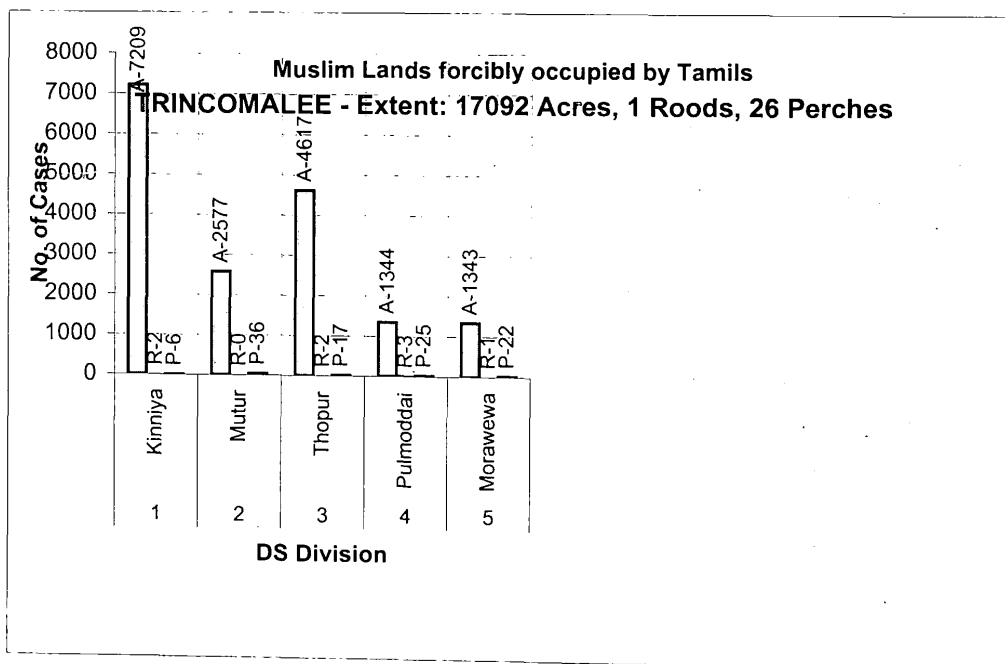 Muslim Lands forcibly occupied by Tamils
TRINCOMALEE - Extent: 17092 Acres, 1 Roods, 26 Perches
No. of Cases
8000
7000
6000
5000
4000
3000
2000
1000
0
A-7209
R-2
P-6
A-2577
R-0
P-36
A-4617
R-2
P-17
A-1344
R-3
P-25
A-1343
R-1
P-22
Kinniya
Mutur
Thopur
Pulmoddai
Morawewa
1 2 3 4 5
DS Division